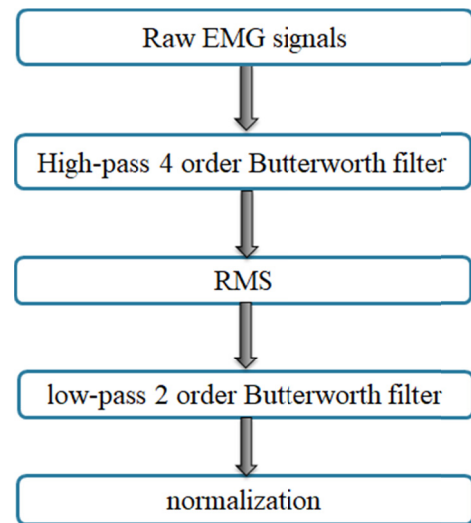 Raw EMG signals
High-pass 4 order Butterworth filter
RMS
low-pass 2 order Butterworth filter
normalization